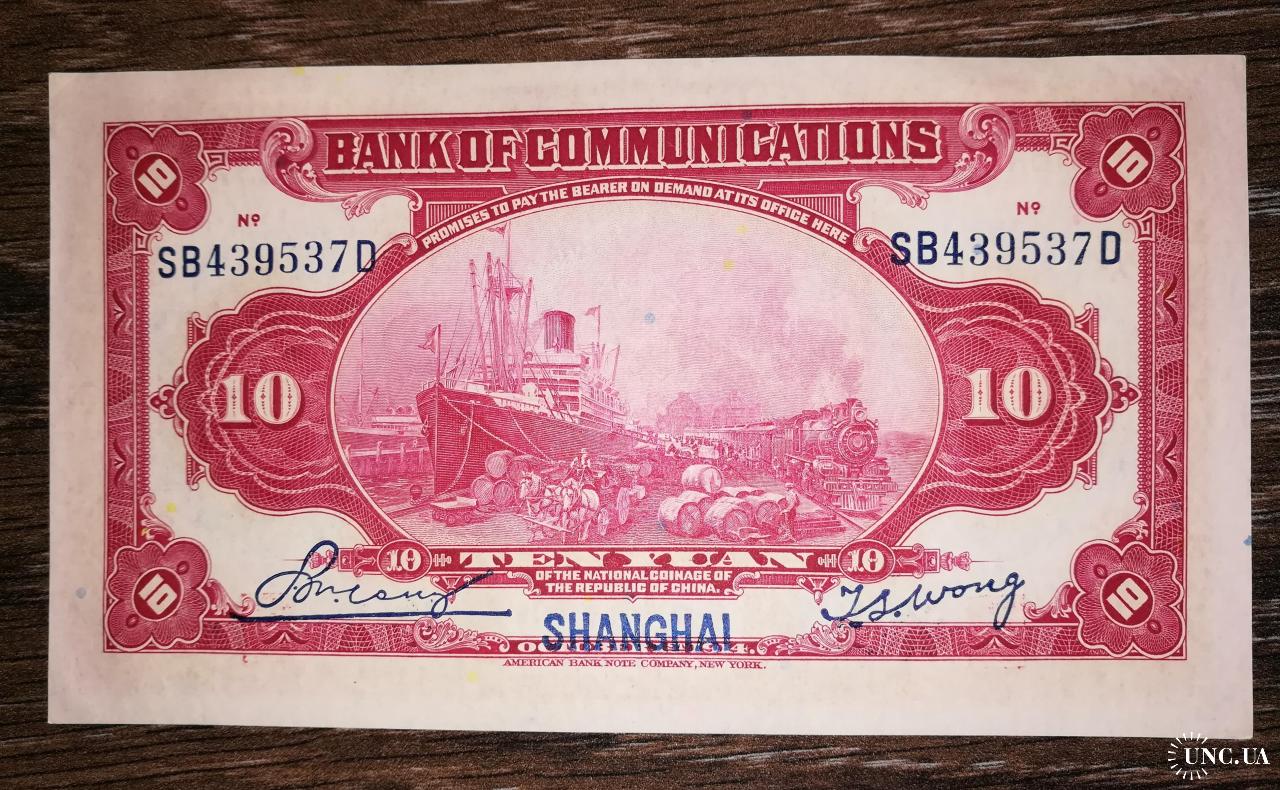 BANK OF COMMUNICATIONS
PROMISES TO PAY THE BEARER ON DEMAND AT ITS OFFICE HERE
10
10
Nº
Nº
SB439537D
SB439537D
10
10
10 TEN YUAN 10
OF THE NATIONAL COINAGE OF
THE REPUBLIC OF CHINA.
T.S. Wong
10
10
SHANGHAI
AMERICAN BANK NOTE COMPANY, NEW YORK.
UNC.UA